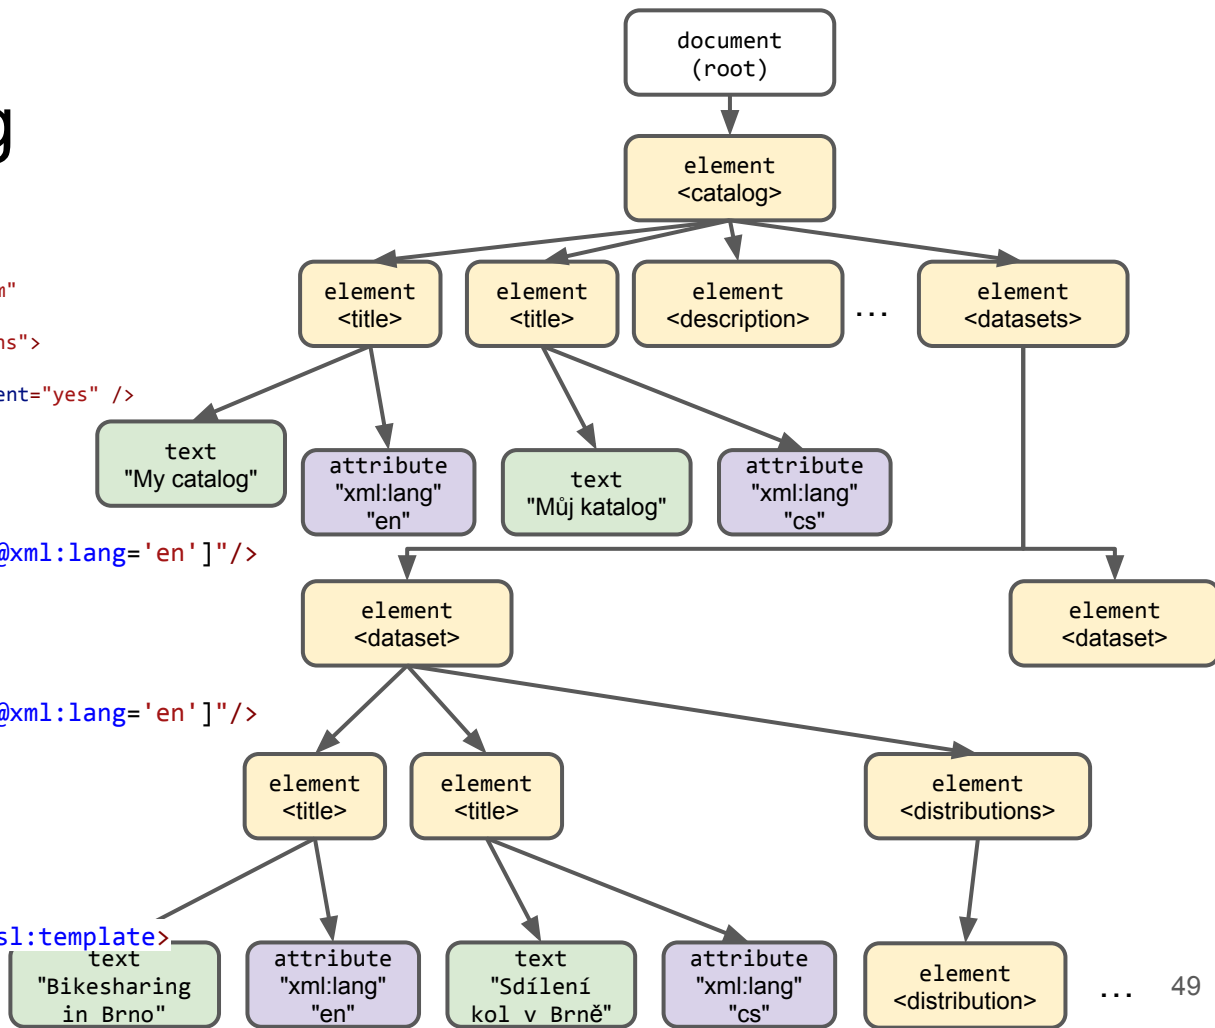 g
document
(root)
element
<catalog>
m"
element
<title>
element
<title>
element
<description>
...
element
<datasets>
ns">
ent="yes" />
text
"My catalog"
attribute
"xml:lang"
"en"
text
"Můj katalog"
attribute
"xml:lang"
"cs"
@xml:lang='en']"/>
element
<dataset>
element
<dataset>
@xml:lang='en']"/>
element
<title>
element
<title>
element
<distributions>
sl:template>
text
"Bikesharing
in Brno"
attribute
"xml:lang"
"en"
text
"Sdílení
kol v Brně"
attribute
"xml:lang"
"cs"
element
<distribution>
...
49